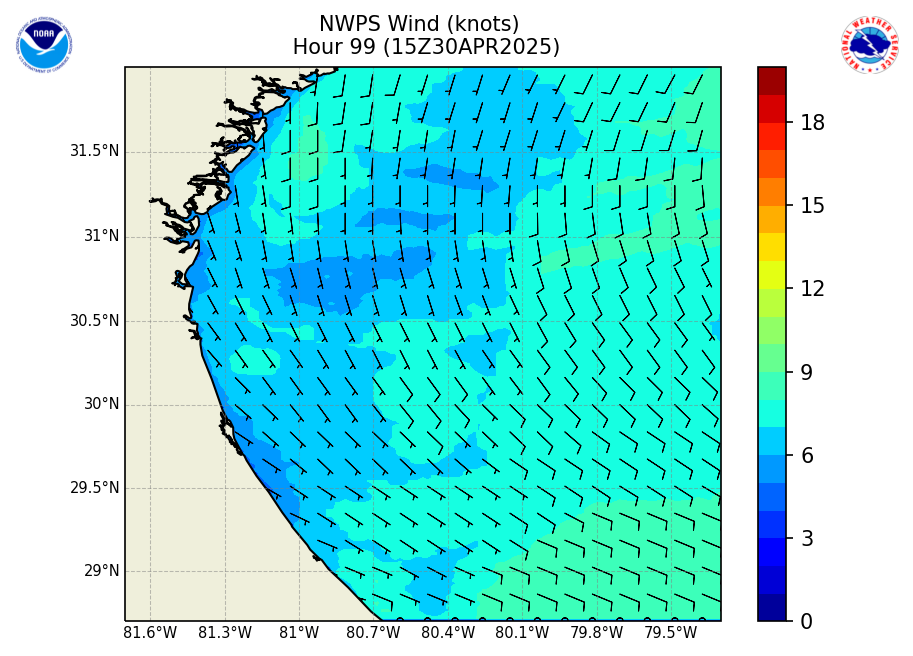 NWPS Wind (knots)
Hour 99 (15Z30APR2025)
NOAA
NATIONAL WEATHER SERVICE
31.5°N
31°N
30.5°N
30°N
29.5°N
29°N
81.6°W 81.3°W 81°W 80.7°W 80.4°W 80.1°W 79.8°W 79.5°W
18
15
12
9
6
3
0